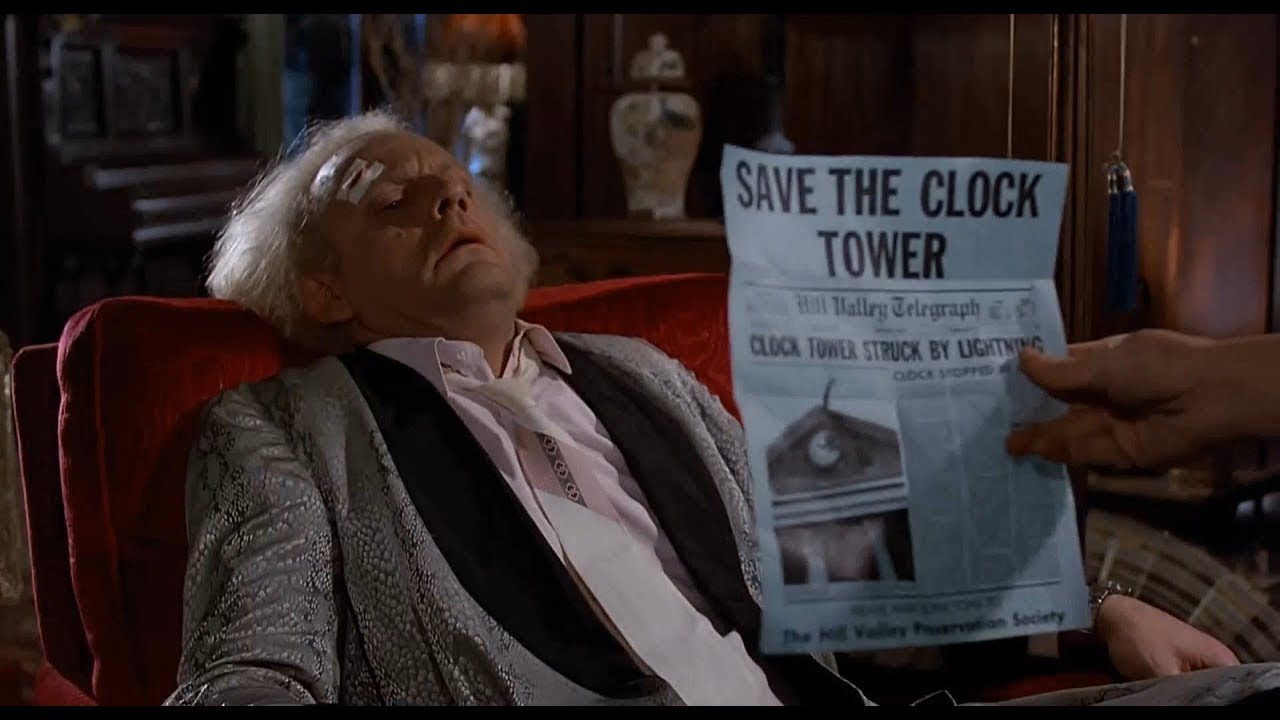 SAVE THE CLOCK
TOWER
Hill Valley Telegraph
CLOCK TOWER STRUCK BY LIGHTNING
CLOCK STOPPED
The Hill Valley Preservation Society